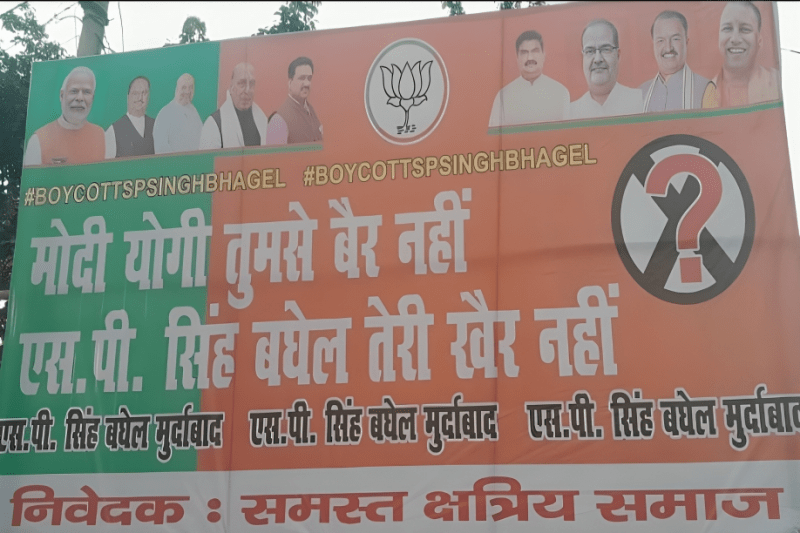 #BOYCOTTSPSINGHBHAGEL #BOYCOTTSPSINGHBHAGEL
मोदी योगी तुमसे बैर नहीं
?
एस.पी. सिंह बघेल तेरी खैर नहीं
एस.पी. सिंह बघेल मुर्दाबाद एस.पी. सिंह बघेल मुर्दाबाद एस.पी. सिंह बघेल मुर्दाबाद
निवेदक : समस्त क्षत्रिय समाज